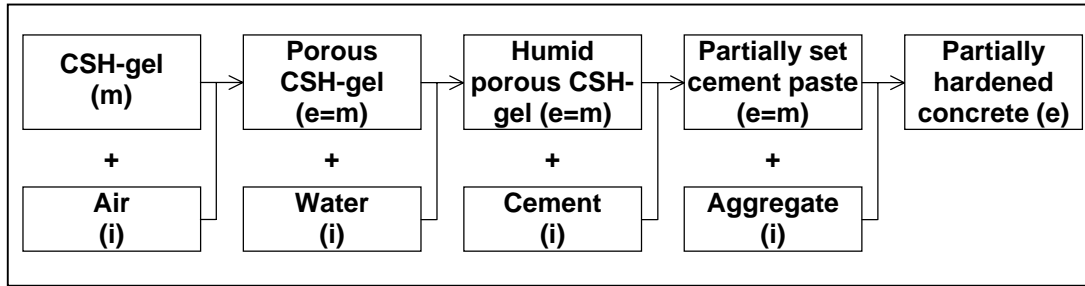 CSH-gel
(m)
+
Air
(i)
Porous
CSH-gel
(e=m)
+
Water
(i)
Humid
porous CSH-
gel (e=m)
+
Cement
(i)
Partially set
cement paste
(e=m)
+
Aggregate
(i)
Partially
hardened
concrete (e)